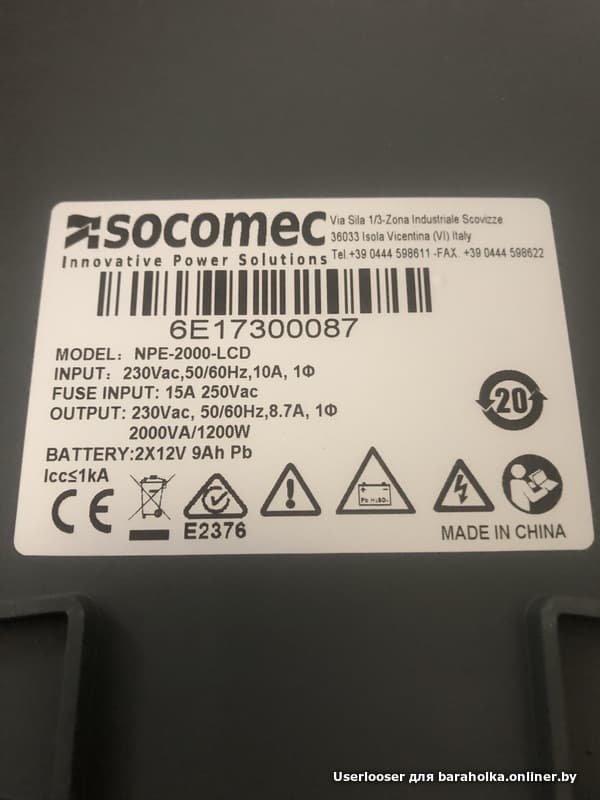 socomec
Innovative Power Solutions
Via Sila 1/3-Zona Industriale Scovizze
36033 Isola Vicentina (VI) Italy
Tel.+39 0444 598611 -FAX. +39 0444 598622
6E17300087
MODEL: NPE-2000-LCD
INPUT: 230Vac,50/60Hz,10A, 1Φ
FUSE INPUT: 15A 250Vac
OUTPUT: 230Vac, 50/60Hz,8.7A, 1Φ
2000VA/1200W
BATTERY:2X12V 9Ah Pb
Icc≤1kA
20
CE
E2376
Pb H₂SO₄
MADE IN CHINA
Userlooser для baraholka.onliner.by